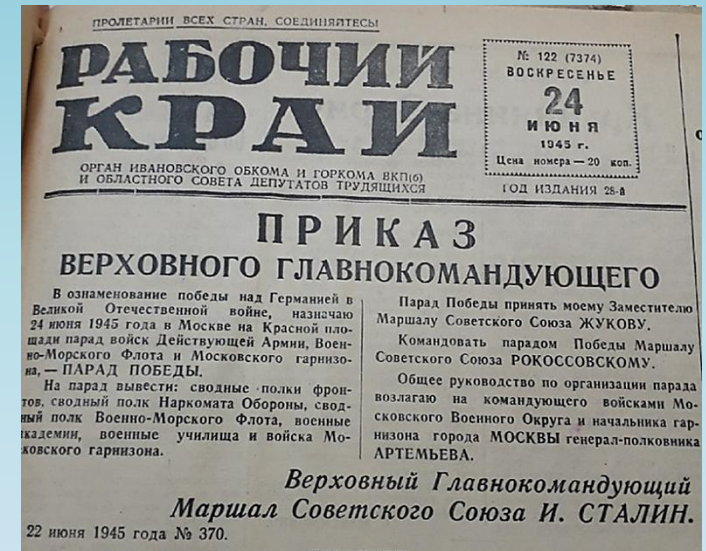 ПРОЛЕТАРИИ ВСЕХ СТРАН, СОЕДИНЯЙТЕСЬ!
РАБОЧИЙ
КРАЙ
ОРГАН ИВАНОВСКОГО ОБКОМА И ГОРКОМА ВКП(б)
И ОБЛАСТНОГО СОВЕТА ДЕПУТАТОВ ТРУДЯЩИХСЯ
№ 122 (7374)
ВОСКРЕСЕНЬЕ
24
ИЮНЯ
1945 г.
Цена номера — 20 коп.
ГОД ИЗДАНИЯ 28-й
ПРИКАЗ
ВЕРХОВНОГО ГЛАВНОКОМАНДУЮЩЕГО
В ознаменование победы над Германией в
Великой Отечественной войне, назначаю
24 июня 1945 года в Москве на Красной пло-
щади парад войск Действующей Армии, Воен-
но-Морского Флота и Московского гарнизо-
на, — ПАРАД ПОБЕДЫ.
На парад вывести: сводные полки фрон-
тов, сводный полк Наркомата Обороны, свод-
ный полк Военно-Морского Флота, военные
академии, военные училища и войска Мо-
сковского гарнизона.
Парад Победы принять моему Заместителю
Маршалу Советского Союза ЖУКОВУ.
Командовать парадом Победы Маршалу
Советского Союза РОКОССОВСКОМУ.
Общее руководство по организации парада
возлагаю на командующего войсками Мо-
сковского Военного Округа и начальника гар-
низона города МОСКВЫ генерал-полковника
АРТЕМЬЕВА.
Верховный Главнокомандующий
Маршал Советского Союза И. СТАЛИН.
22 июня 1945 года № 370.